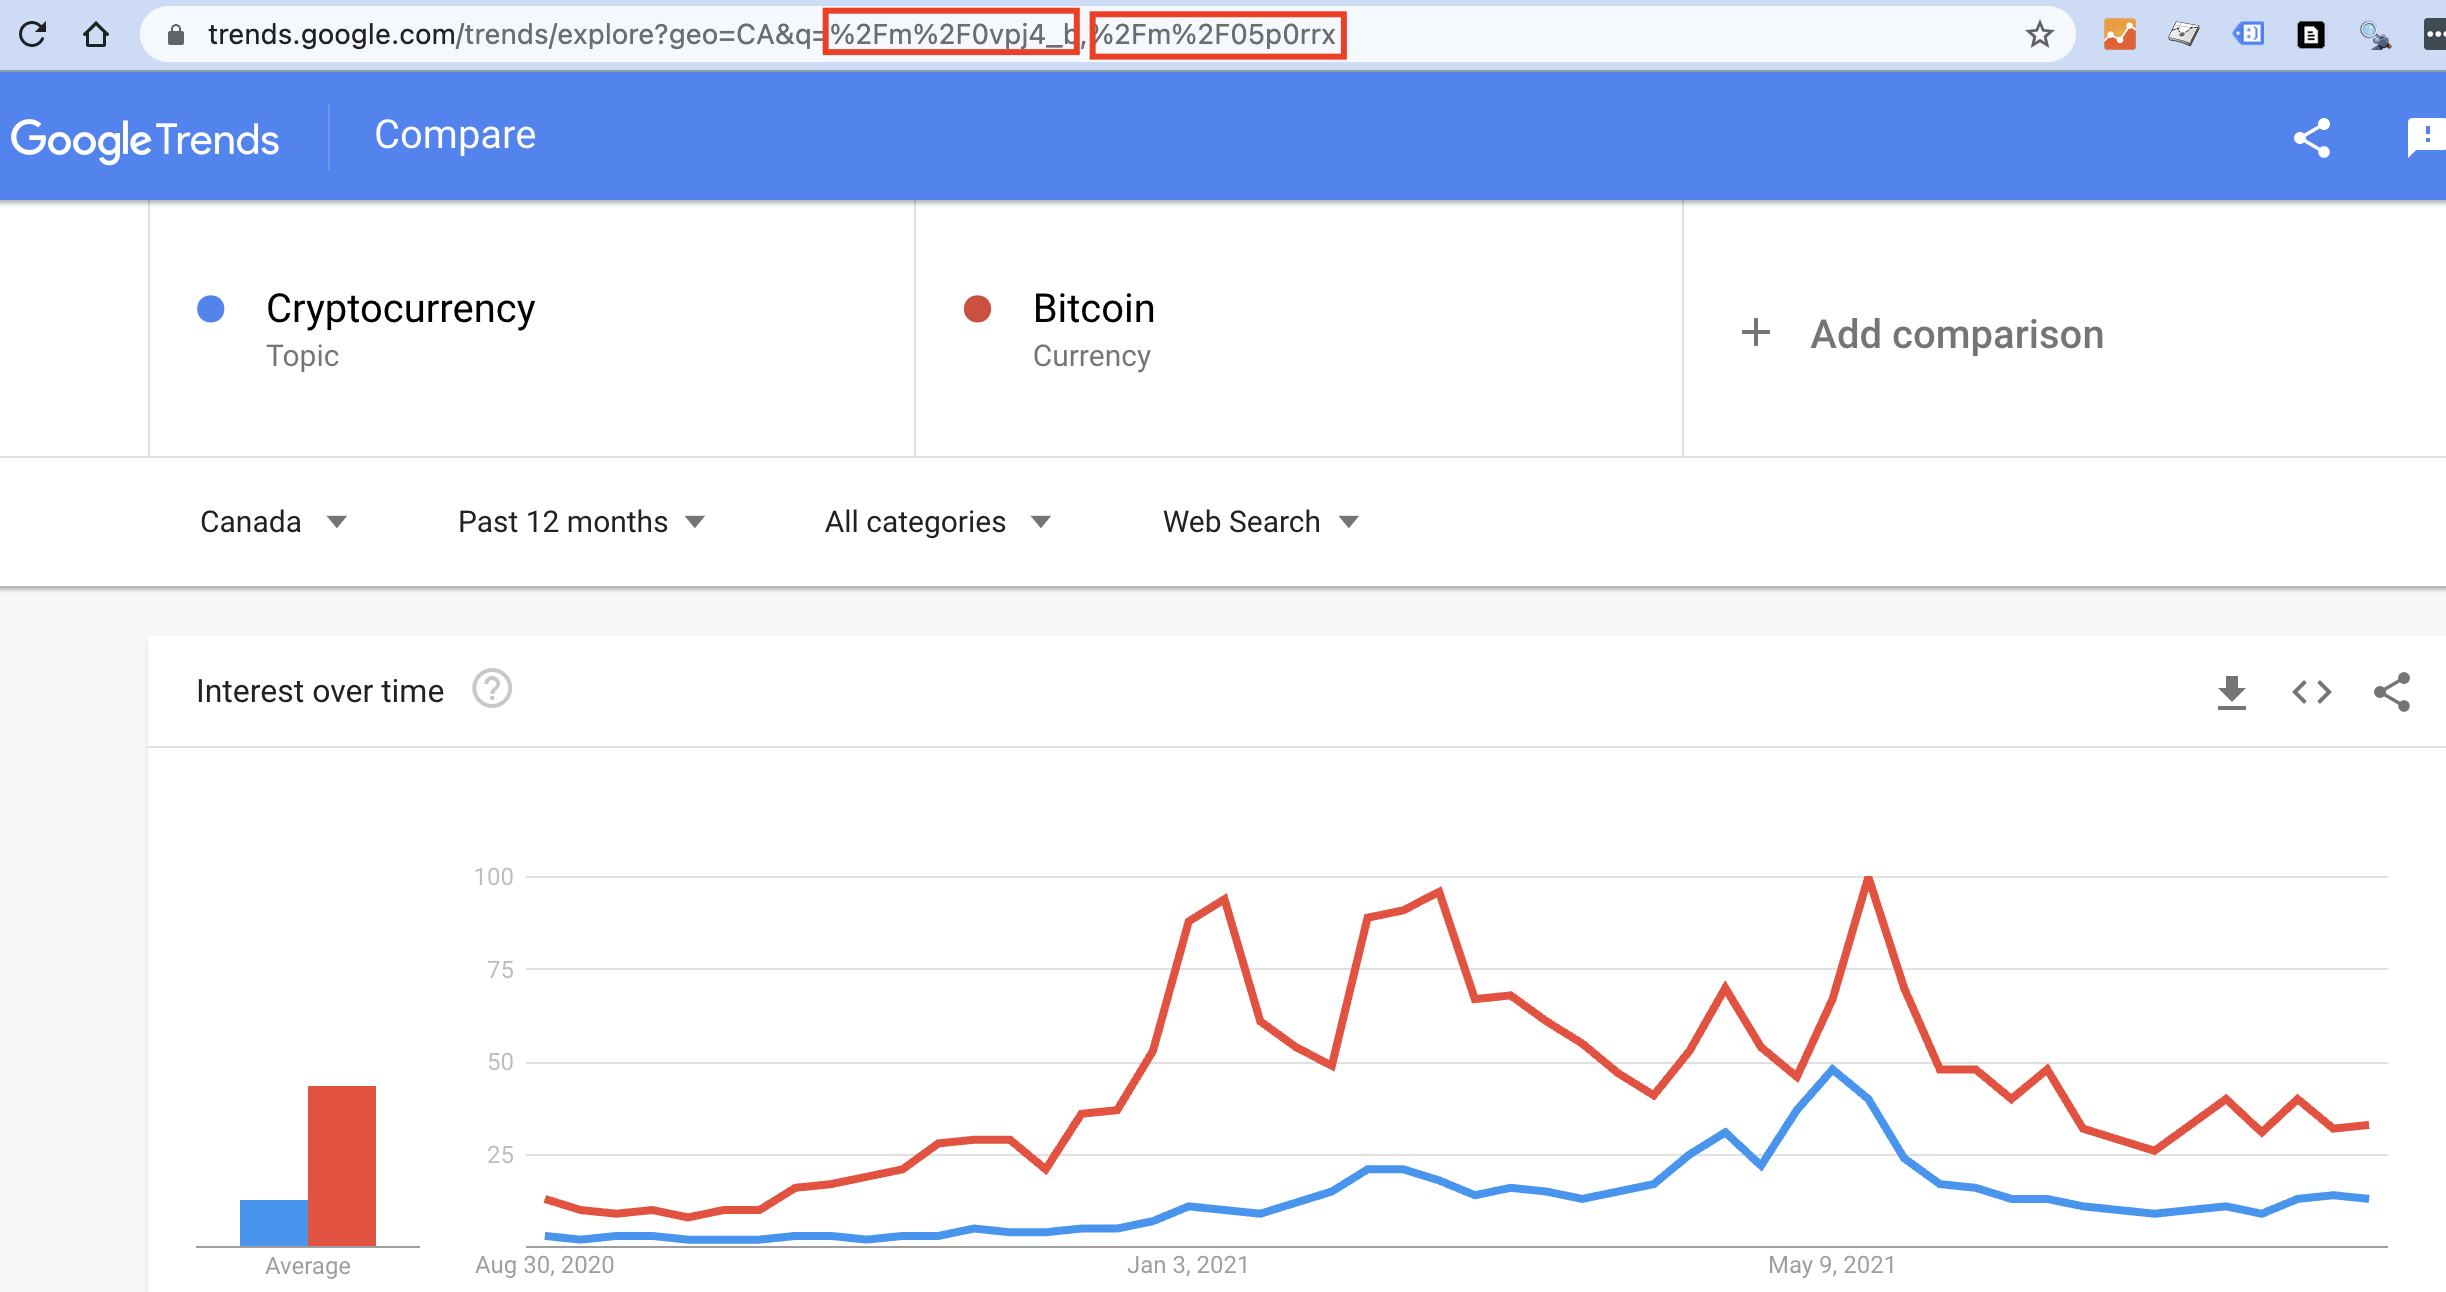 trends.google.com/trends/explore?geo=CA&q=%2Fm%2F0vpj4_b,%2Fm%2F05p0rrx
Google Trends
Compare
Cryptocurrency
Topic
Bitcoin
Currency
+ Add comparison
Canada
Past 12 months
All categories
Web Search
Interest over time
?
100
75
50
25
Average
Aug 30, 2020
Jan 3, 2021
May 9, 2021